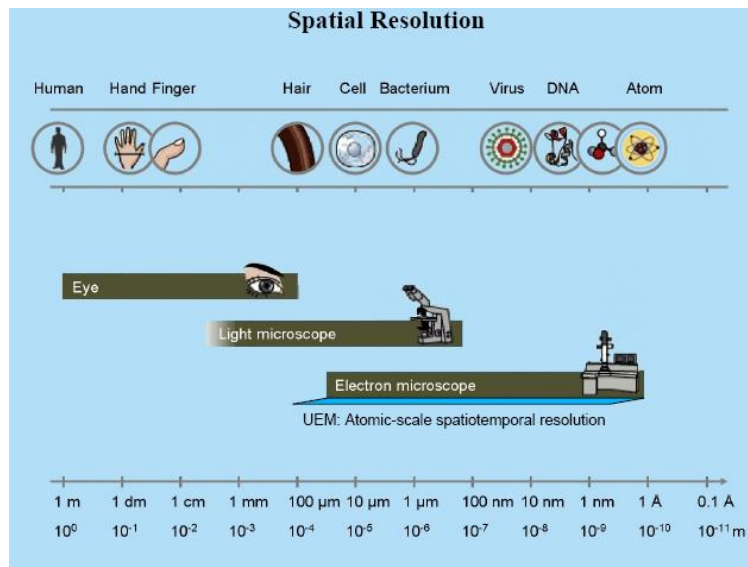 Spatial Resolution
Human Hand Finger Hair Cell Bacterium Virus DNA Atom
Eye
Light microscope
Electron microscope
UEM: Atomic-scale spatiotemporal resolution
1 m 1 dm 1 cm 1 mm 100 µm 10 µm 1 µm 100 nm 10 nm 1 nm 1 Å 0.1 Å
10⁰ 10⁻¹ 10⁻² 10⁻³ 10⁻⁴ 10⁻⁵ 10⁻⁶ 10⁻⁷ 10⁻⁸ 10⁻⁹ 10⁻¹⁰ 10⁻¹¹ m